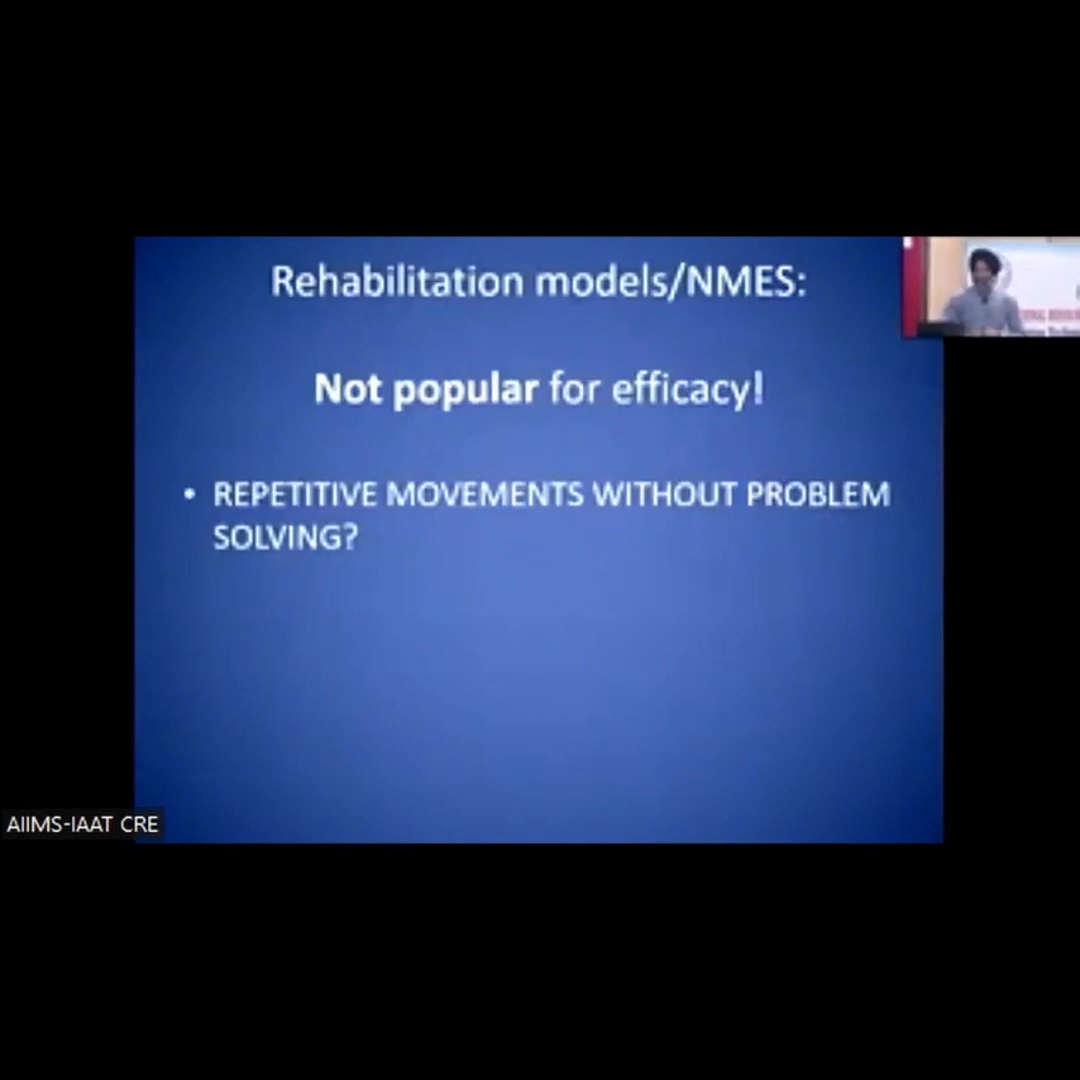 Rehabilitation models/NMES:
Not popular for efficacy!
• REPETITIVE MOVEMENTS WITHOUT PROBLEM
SOLVING?
AIIMS-IAAT CRE